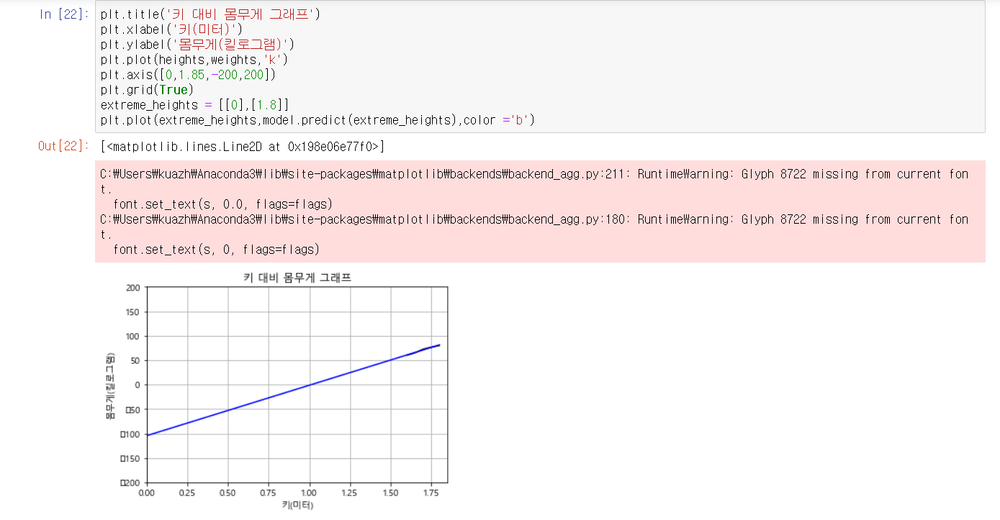 In [22]:
plt.title('키 대비 몸무게 그래프')
plt.xlabel('키(미터)')
plt.ylabel('몸무게(킬로그램)')
plt.plot(heights,weights,'k')
plt.axis([0,1.85,-200,200])
plt.grid(True)
extreme_heights = [[0],[1.8]]
plt.plot(extreme_heights,model.predict(extreme_heights),color ='b')
Out[22]:
[<matplotlib.lines.Line2D at 0x198e06e77f0>]
C:₩Users₩kuazh₩Anaconda3₩lib₩site-packages₩matplotlib₩backends₩backend_agg.py:211: RuntimeWarning: Glyph 8722 missing from current fon
t.
  font.set_text(s, 0.0, flags=flags)
C:₩Users₩kuazh₩Anaconda3₩lib₩site-packages₩matplotlib₩backends₩backend_agg.py:180: RuntimeWarning: Glyph 8722 missing from current fon
t.
  font.set_text(s, 0, flags=flags)
키 대비 몸무게 그래프
몸무게(킬로그램)
200
150
100
50
0
□50
□100
□150
□200
0.00 0.25 0.50 0.75 1.00 1.25 1.50 1.75
키(미터)